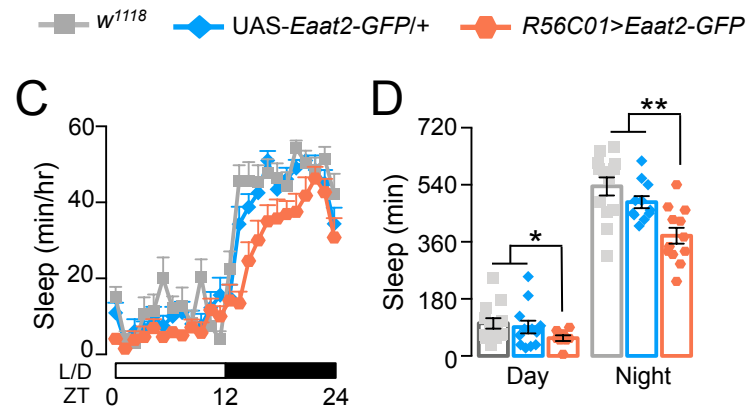 w1118 UAS-Eaat2-GFP/+ R56C01>Eaat2-GFP
C
Sleep (min/hr)
60
40
20
0
L/D
ZT 0 12 24
D
Sleep (min)
720
540
360
180
0
*
**
Day Night